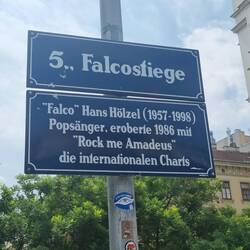 5., Falcostiege
"Falco" Hans Hölzel (1957-1998)
Popsänger, eroberte 1986 mit
"Rock me Amadeus"
die internationalen Charts